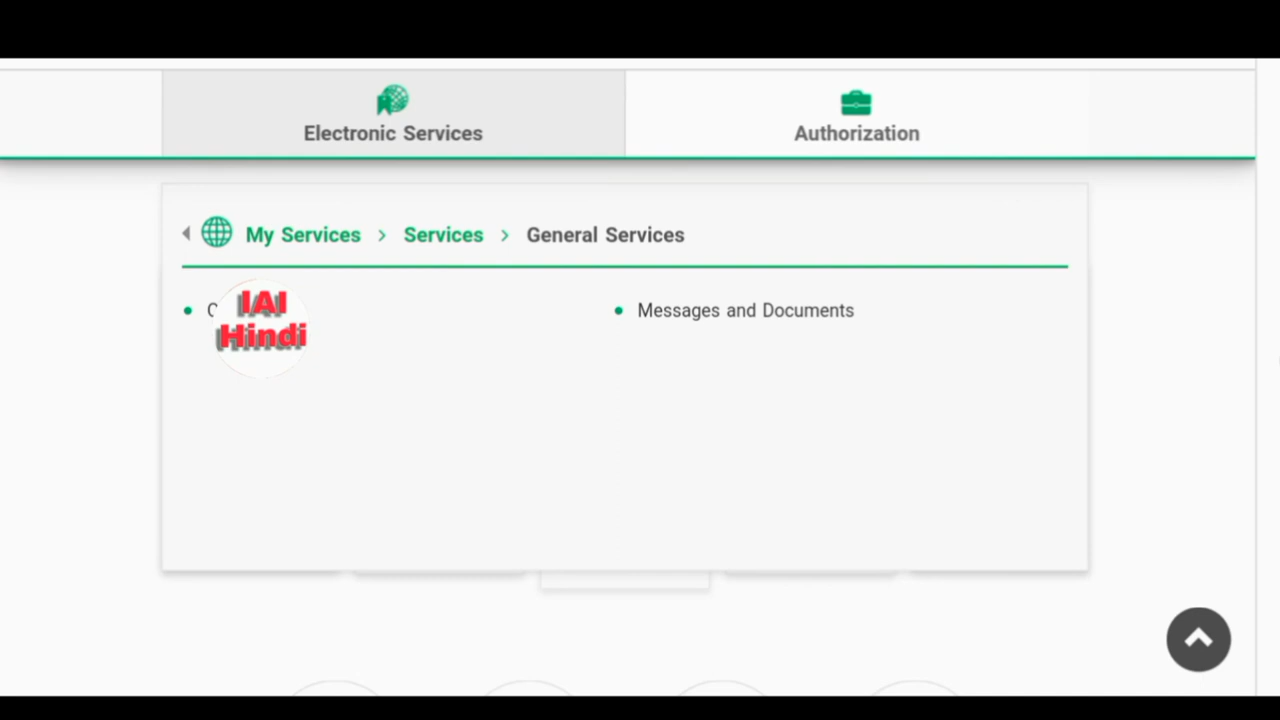 Electronic Services
Authorization
My Services > Services > General Services
IAI
Hindi
Messages and Documents